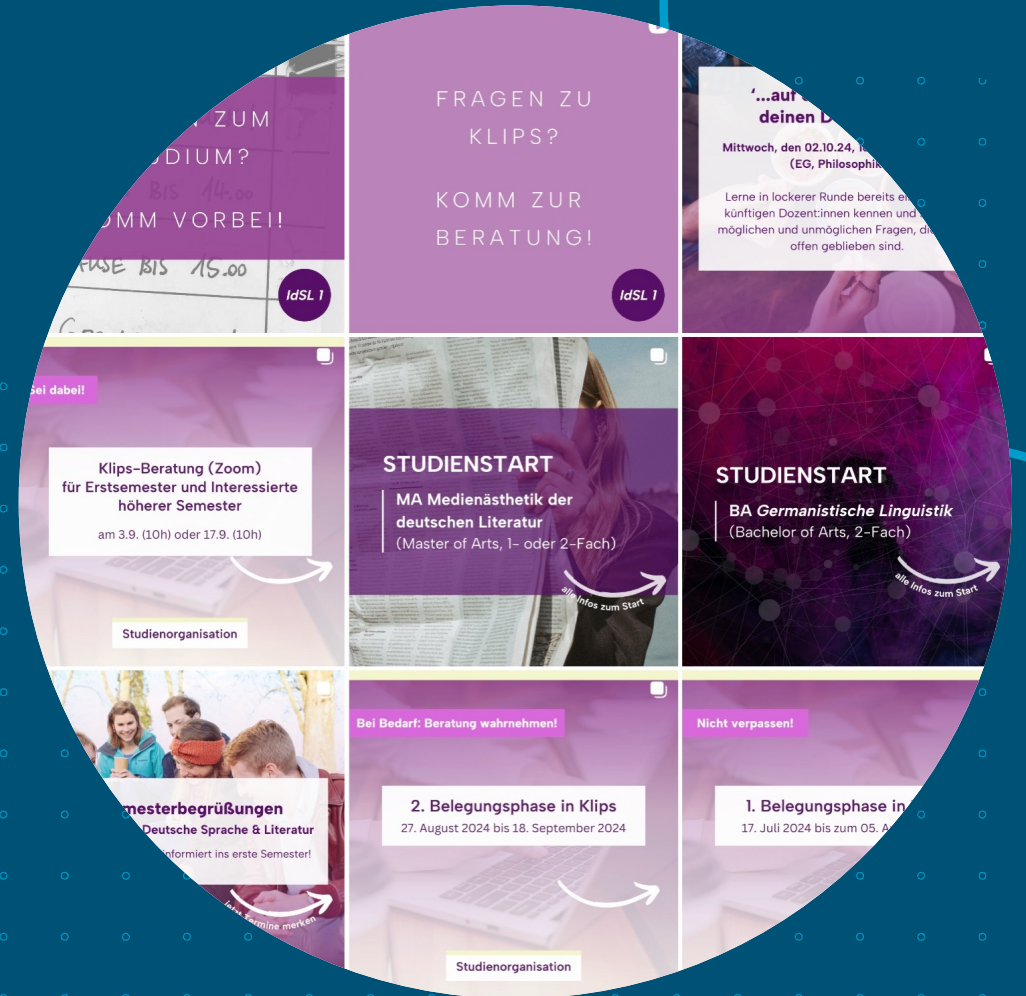 ZUM
STUDIUM?
BIS 14.00
KOMM VORBEI!
BIS 15.00
IdSL 1
FRAGEN ZU
KLIPS?
KOMM ZUR
BERATUNG!
IdSL 1
'...auf
deinen
Mittwoch, den 02.10.24,
(EG,
Lerne in lockerer Runde bereits
künftigen Dozent:innen kennen und
möglichen und unmöglichen Fragen,
offen geblieben sind.
Sei dabei!
Klips-Beratung (Zoom)
für Erstsemester und Interessierte
höherer Semester
am 3.9. (10h) oder 17.9. (10h)
Studienorganisation
STUDIENSTART
MA Medienästhetik der
deutschen Literatur
(Master of Arts, 1- oder 2-Fach)
alle Infos zum Start
STUDIENSTART
BA Germanistische Linguistik
(Bachelor of Arts, 2-Fach)
alle Infos zum Start
mesterbegrüßungen
Deutsche Sprache & Literatur
informiert ins erste Semester!
jetzt Termine merken
Bei Bedarf: Beratung wahrnehmen!
2. Belegungsphase in Klips
27. August 2024 bis 18. September 2024
Studienorganisation
Nicht verpassen!
1. Belegungsphase in
17. Juli 2024 bis zum 05.